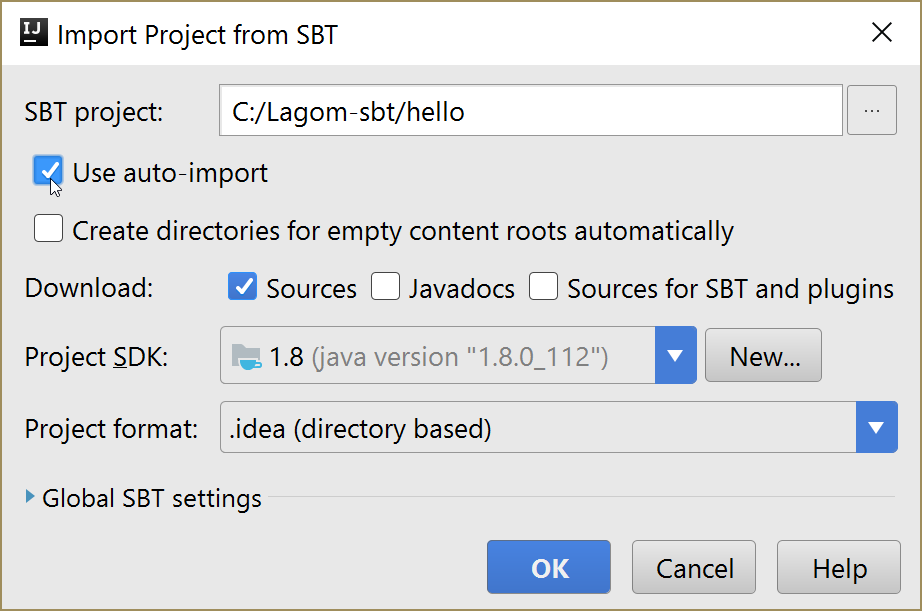 IJ Import Project from SBT
SBT project: C:/Lagom-sbt/hello ...
Use auto-import
Create directories for empty content roots automatically
Download: Sources Javadocs Sources for SBT and plugins
Project SDK: 1.8 (java version "1.8.0_112") New...
Project format: .idea (directory based)
Global SBT settings
OK Cancel Help